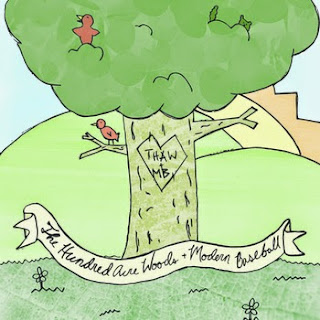 THAW
+
MB
The Hundred Acre Woods + Modern Baseball